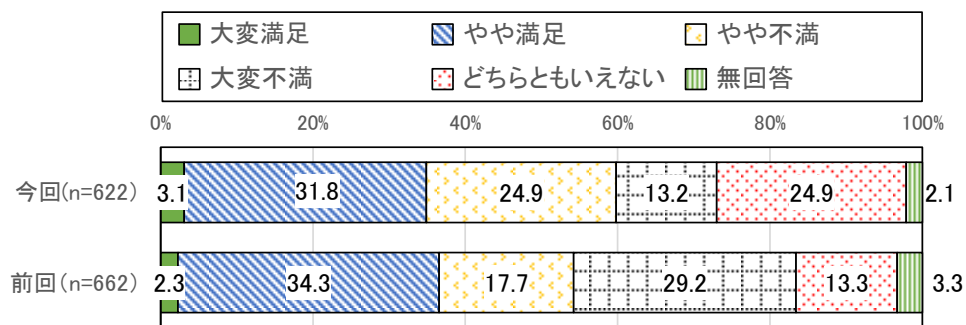 大変満足 やや満足 やや不満
大変不満 どちらともいえない 無回答
0% 20% 40% 60% 80% 100%
今回(n=622) 3.1 31.8 24.9 13.2 24.9 2.1
前回(n=662) 2.3 34.3 17.7 29.2 13.3 3.3